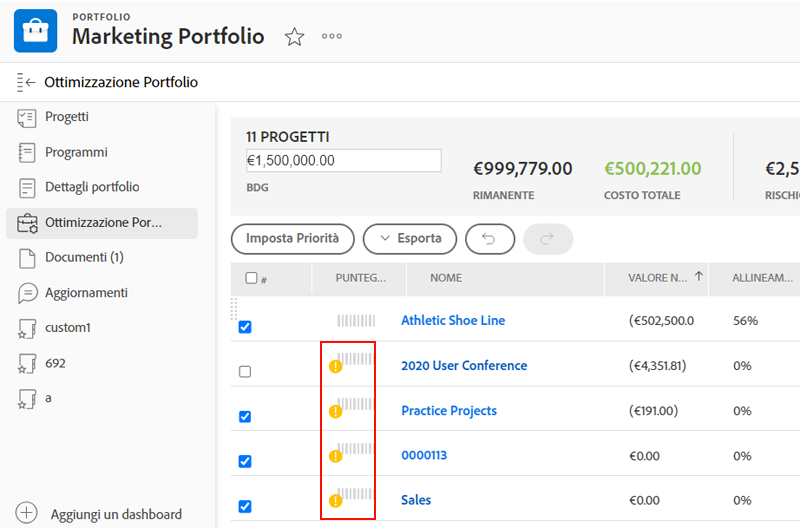 PORTFOLIO
Marketing Portfolio
Ottimizzazione Portfolio
Progetti
Programmi
Dettagli portfolio
Ottimizzazione Por...
Documenti (1)
Aggiornamenti
custom1
692
a
Aggiungi un dashboard
11 PROGETTI
€1,500,000.00
BDG
€999,779.00
RIMANENTE
€500,221.00
COSTO TOTALE
€2,5
RISCHI
Imposta Priorità
Esporta
# PUNTEG... NOME VALORE N... ALLINEAM...
Athletic Shoe Line (€502,500.0 56%
2020 User Conference (€4,351.81) 0%
Practice Projects (€191.00) 0%
0000113 €0.00 0%
Sales €0.00 0%